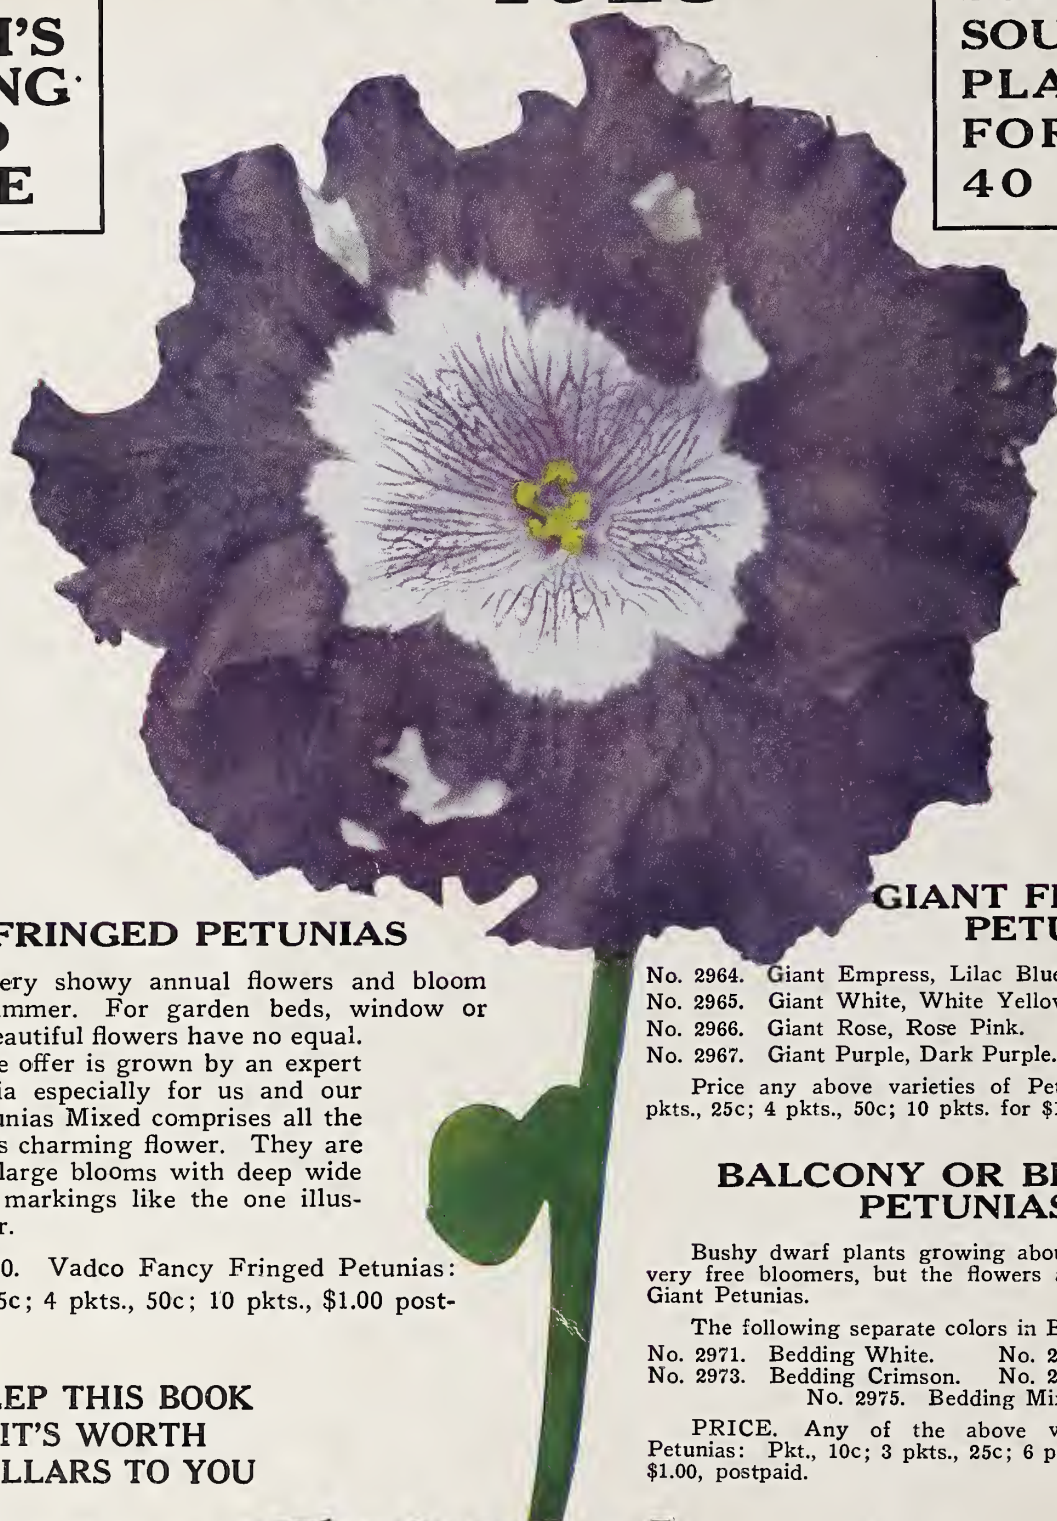 'S
NG
E
SOU
PLA
FOR
40
FRINGED PETUNIAS
ery showy annual flowers and bloom
mmer. For garden beds, window or
eautiful flowers have no equal.
e offer is grown by an expert
ia especially for us and our
unias Mixed comprises all the
s charming flower. They are
large blooms with deep wide
markings like the one illus-
r.
0. Vadco Fancy Fringed Petunias:
5c; 4 pkts., 50c; 10 pkts., $1.00 post-
EP THIS BOOK
IT'S WORTH
LLARS TO YOU
GIANT F
PETU
No. 2964. Giant Empress, Lilac Blue
No. 2965. Giant White, White Yellow
No. 2966. Giant Rose, Rose Pink.
No. 2967. Giant Purple, Dark Purple.
Price any above varieties of Pe
pkts., 25c; 4 pkts., 50c; 10 pkts. for $1
BALCONY OR B
PETUNIAS
Bushy dwarf plants growing abou
very free bloomers, but the flowers a
Giant Petunias.
The following separate colors in B
No. 2971. Bedding White. No. 2
No. 2973. Bedding Crimson. No. 2
No. 2975. Bedding Mi
PRICE. Any of the above v
Petunias: Pkt., 10c; 3 pkts., 25c; 6 p
$1.00, postpaid.